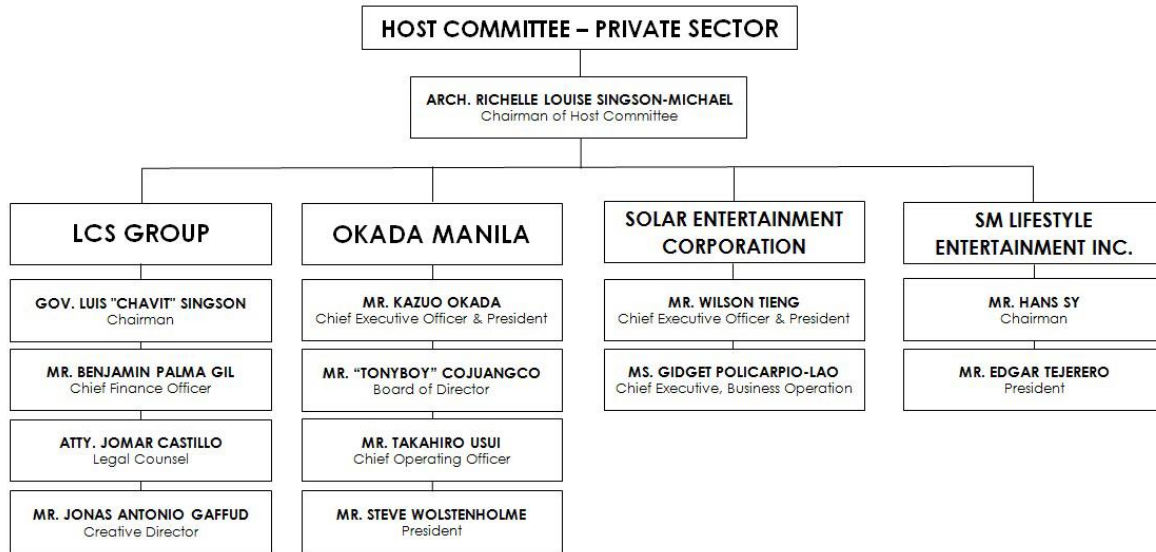 HOST COMMITTEE – PRIVATE SECTOR
ARCH. RICHELLE LOUISE SINGSON-MICHAEL
Chairman of Host Committee
LCS GROUP
GOV. LUIS "CHAVIT" SINGSON
Chairman
MR. BENJAMIN PALMA GIL
Chief Finance Officer
ATTY. JOMAR CASTILLO
Legal Counsel
MR. JONAS ANTONIO GAFFUD
Creative Director
OKADA MANILA
MR. KAZUO OKADA
Chief Executive Officer & President
MR. “TONYBOY” COJUANGCO
Board of Director
MR. TAKAHIRO USUI
Chief Operating Officer
MR. STEVE WOLSTENHOLME
President
SOLAR ENTERTAINMENT
CORPORATION
MR. WILSON TIENG
Chief Executive Officer & President
MS. GIDGET POLICARPIO-LAO
Chief Executive, Business Operation
SM LIFESTYLE
ENTERTAINMENT INC.
MR. HANS SY
Chairman
MR. EDGAR TEJERERO
President